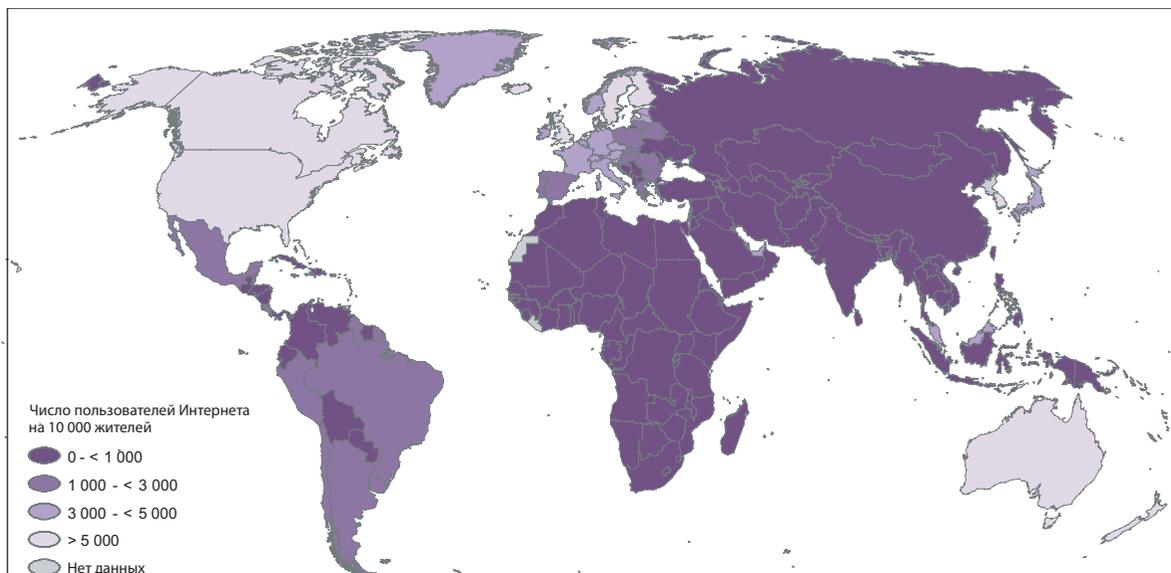 Число пользователей Интернета
на 10 000 жителей
0 - < 1 000
1 000 - < 3 000
3 000 - < 5 000
> 5 000
Нет данных